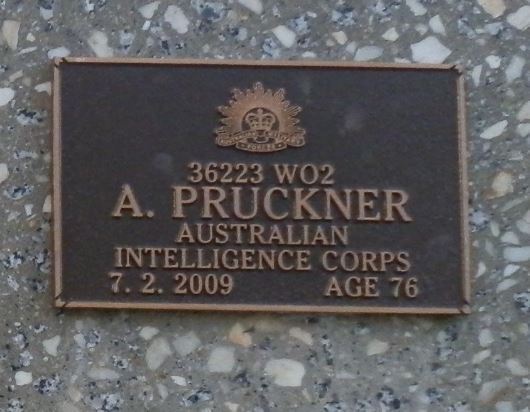 36223 WO2
A. PRUCKNER
AUSTRALIAN
INTELLIGENCE CORPS
7. 2. 2009 AGE 76